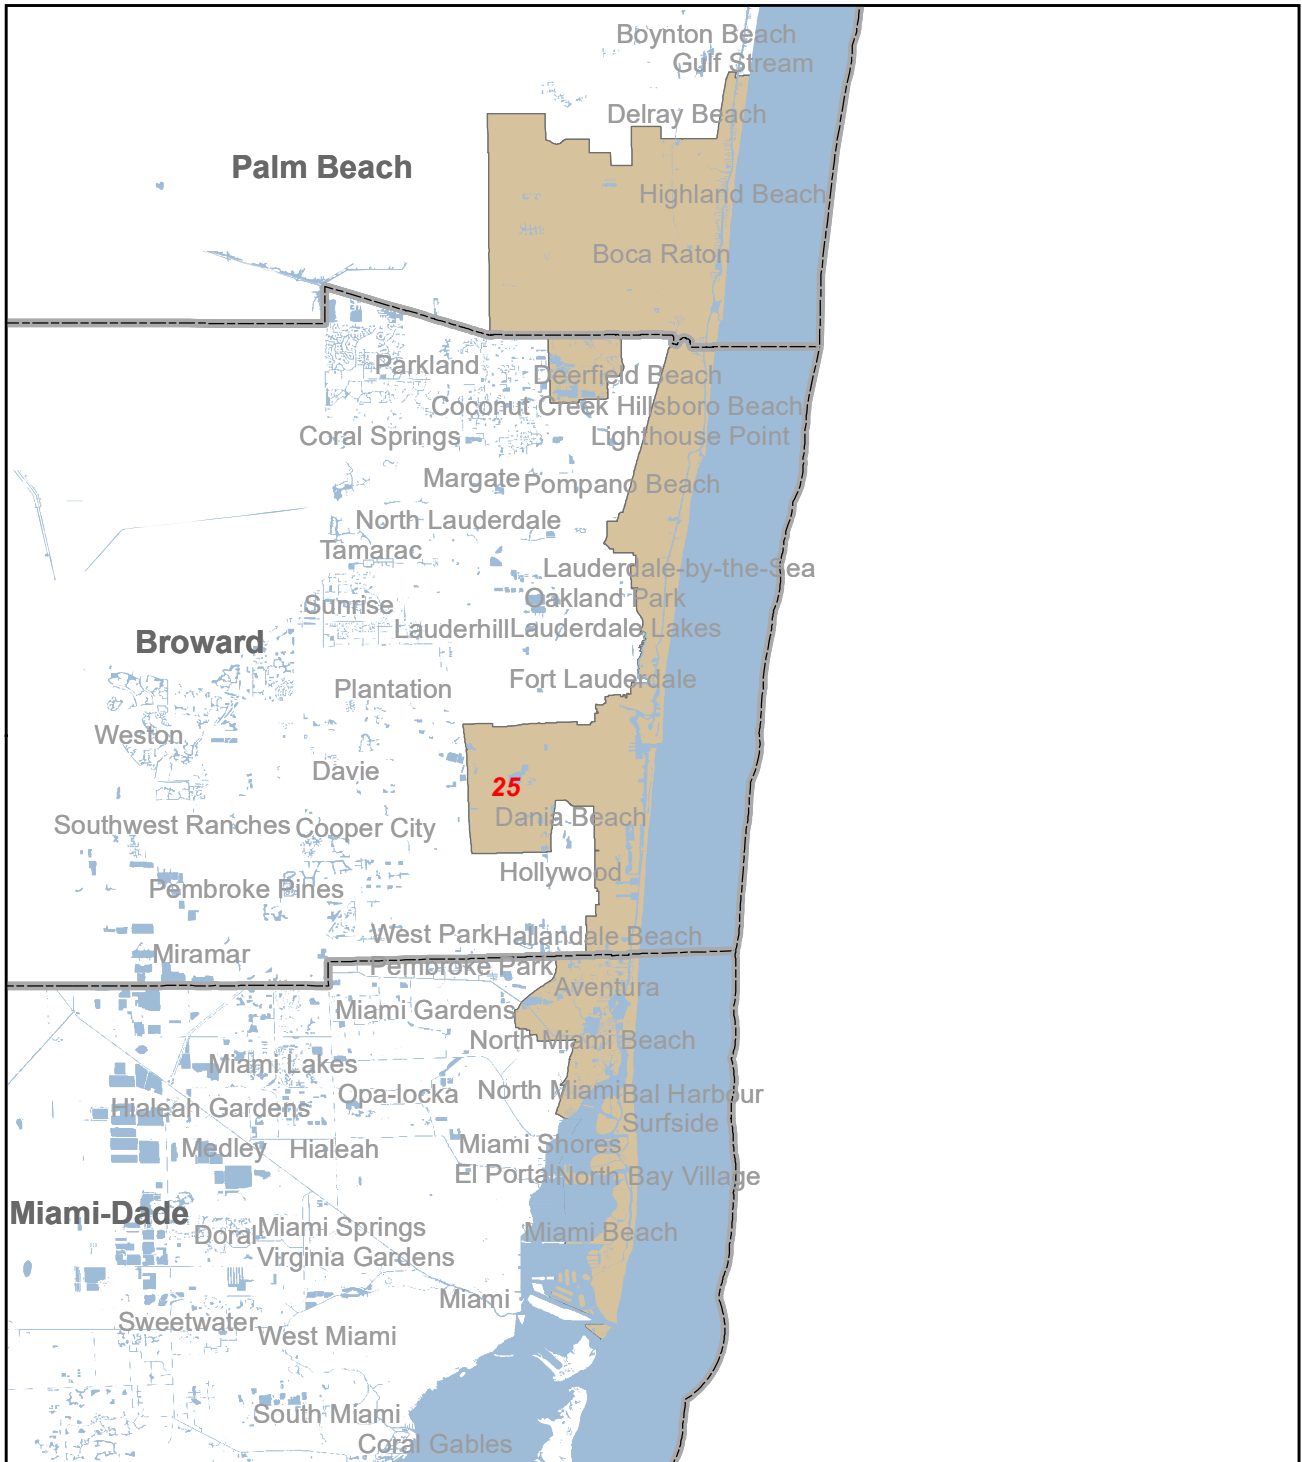 Boynton Beach
Gulf Stream
Delray Beach
Palm Beach
Highland Beach
Boca Raton
Parkland
Deerfield Beach
Coconut Creek Hillsboro Beach
Coral Springs
Lighthouse Point
Margate
Pompano Beach
North Lauderdale
Tamarac
Lauderdale-by-the-Sea
Oakland Park
Sunrise
Lauderhill
Lauderdale Lakes
Broward
Fort Lauderdale
Plantation
Weston
Davie
25
Dania Beach
Southwest Ranches
Cooper City
Hollywood
Pembroke Pines
West Park
Hallandale Beach
Miramar
Pembroke Park
Aventura
Miami Gardens
North Miami Beach
Miami Lakes
Opa-locka
North Miami
Bal Harbour
Hialeah Gardens
Surfside
Medley
Hialeah
Miami Shores
El Portal
North Bay Village
Miami-Dade
Doral
Miami Springs
Miami Beach
Virginia Gardens
Miami
Sweetwater
West Miami
South Miami
Coral Gables